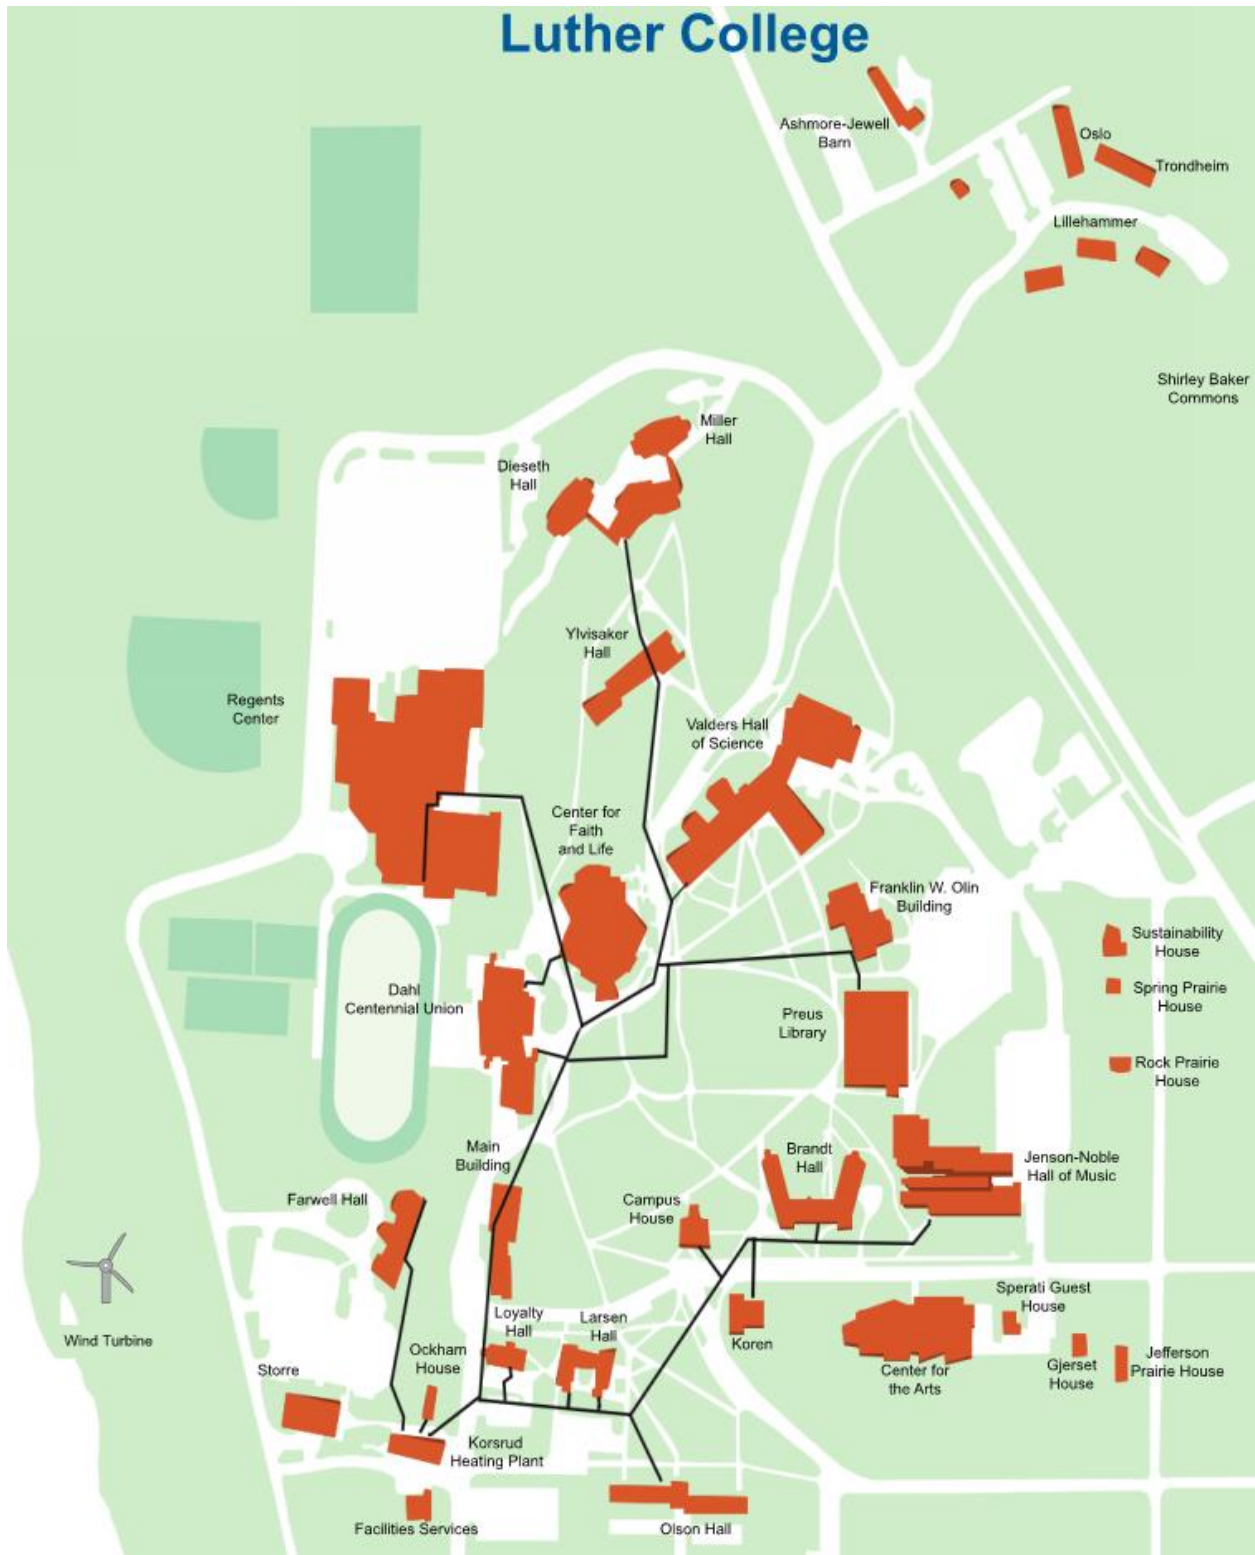 Luther College
Ashmore-Jewell
Barn
Oslo
Trondheim
Lillehammer
Shirley Baker
Commons
Miller
Hall
Dieseth
Hall
Ylvisaker
Hall
Regents
Center
Valders Hall
of Science
Center for
Faith
and Life
Franklin W. Olin
Building
Sustainability
House
Spring Prairie
House
Dahl
Centennial Union
Preus
Library
Rock Prairie
House
Main
Building
Brandt
Hall
Jenson-Noble
Hall of Music
Farwell Hall
Campus
House
Sperati Guest
House
Wind Turbine
Loyalty
Hall
Larsen
Hall
Koren
Ockham
House
Storre
Center for
the Arts
Gjerset
House
Jefferson
Prairie House
Korsrud
Heating Plant
Facilities Services
Olson Hall